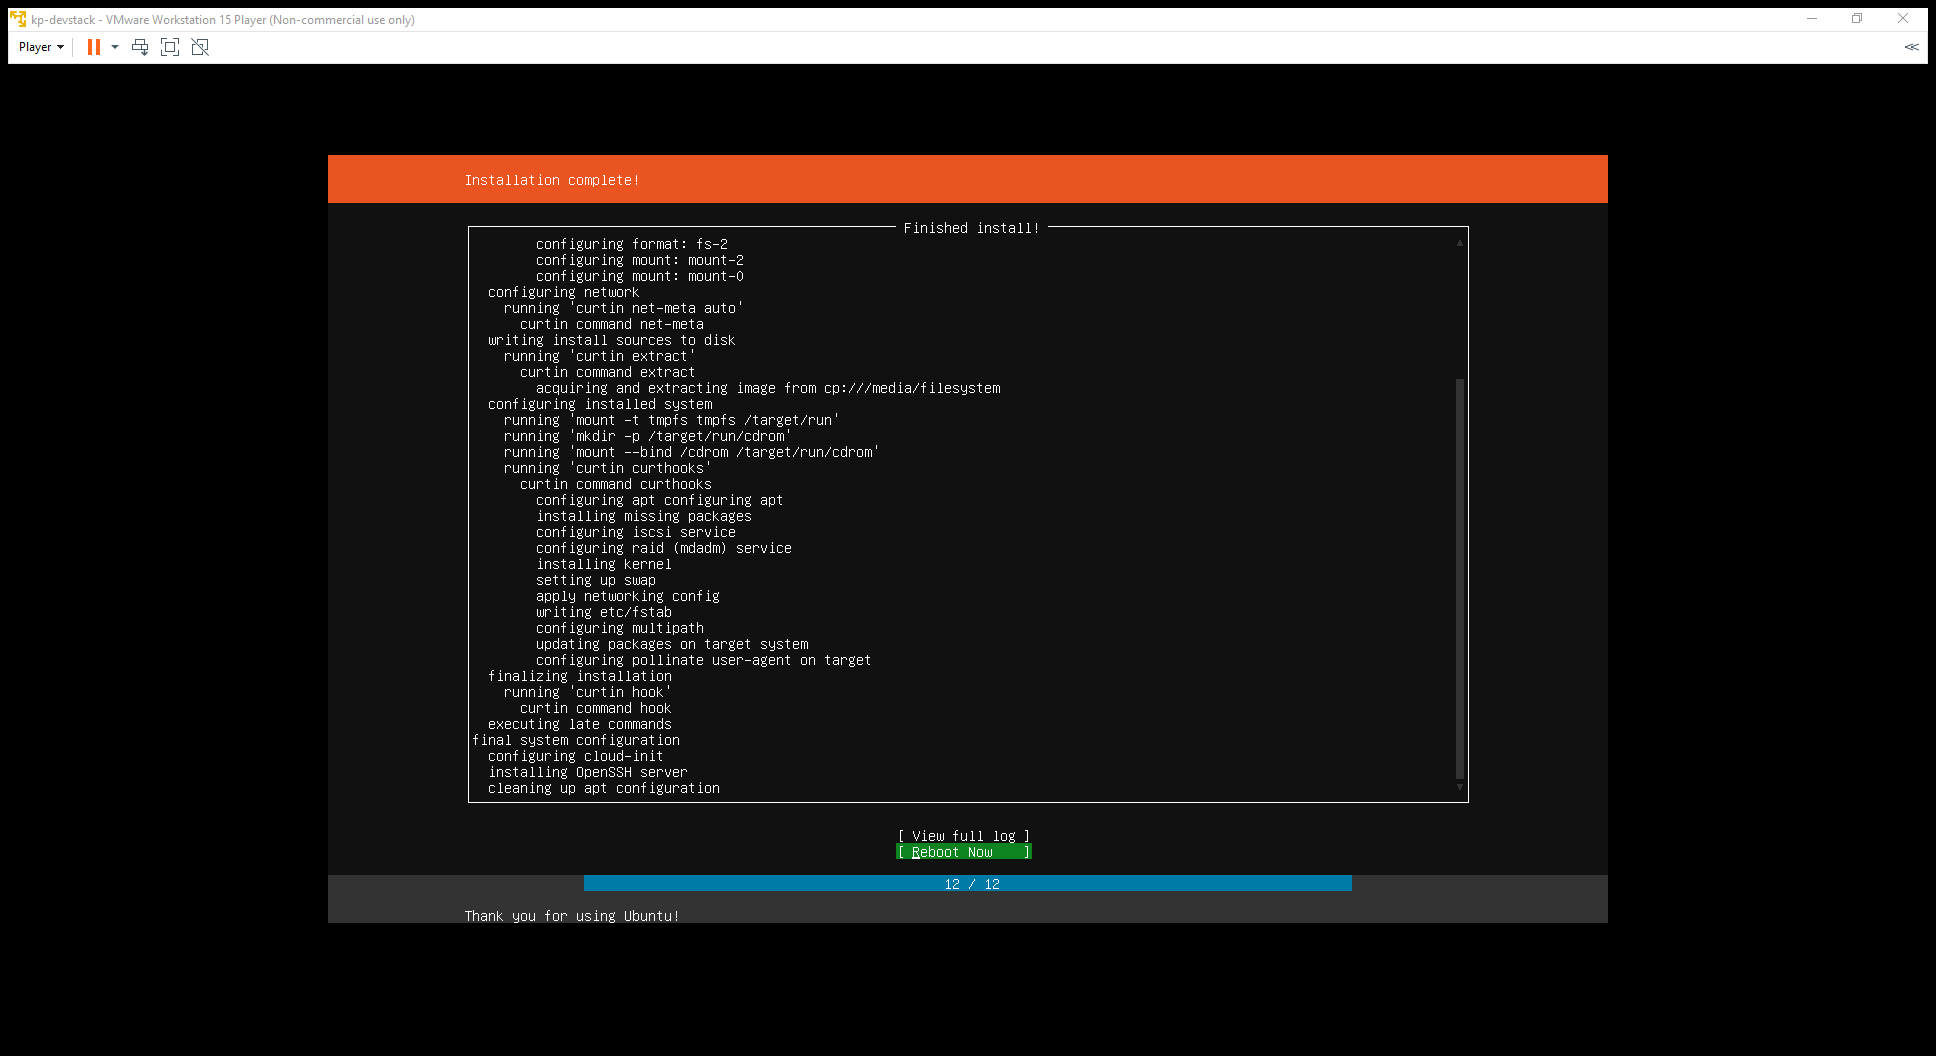 kp-devstack - VMware Workstation 15 Player (Non-commercial use only)
Player
Installation complete!
Finished install!
configuring format: fs-2
configuring mount: mount-2
configuring mount: mount-0
configuring network
running 'curtin net-meta auto'
curtin command net-meta
writing install sources to disk
running 'curtin extract'
curtin command extract
acquiring and extracting image from cp:///media/filesystem
configuring installed system
running 'mount -t tmpfs tmpfs /target/run'
running 'mkdir -p /target/run/cdrom'
running 'mount --bind /cdrom /target/run/cdrom'
running 'curtin curthooks'
curtin command curthooks
configuring apt configuring apt
installing missing packages
configuring iscsi service
configuring raid (mdadm) service
installing kernel
setting up swap
apply networking config
writing etc/fstab
configuring multipath
updating packages on target system
configuring pollinate user-agent on target
finalizing installation
running 'curtin hook'
curtin command hook
executing late commands
final system configuration
configuring cloud-init
installing OpenSSH server
cleaning up apt configuration
[ View full log ]
[ Reboot Now ]
12 / 12
Thank you for using Ubuntu!